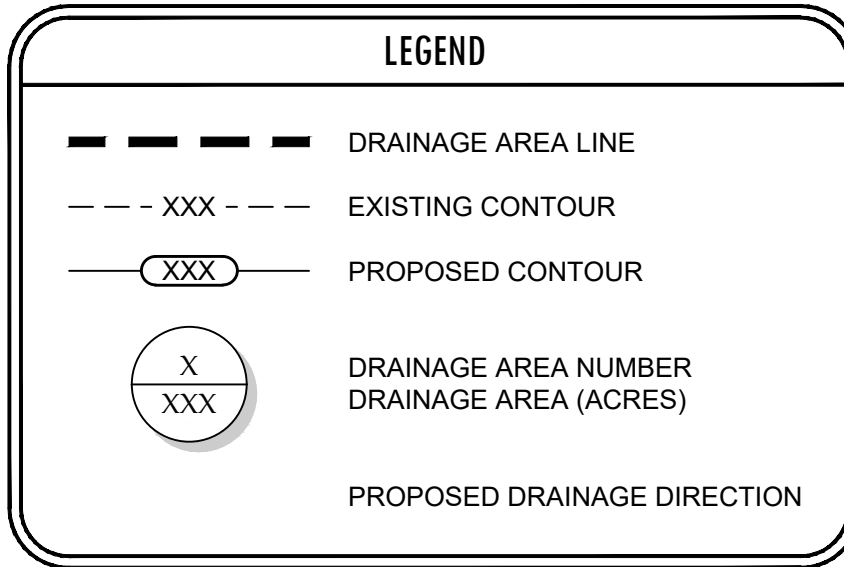 LEGEND
DRAINAGE AREA LINE
XXX EXISTING CONTOUR
XXX PROPOSED CONTOUR
X
XXX
DRAINAGE AREA NUMBER
DRAINAGE AREA (ACRES)
PROPOSED DRAINAGE DIRECTION